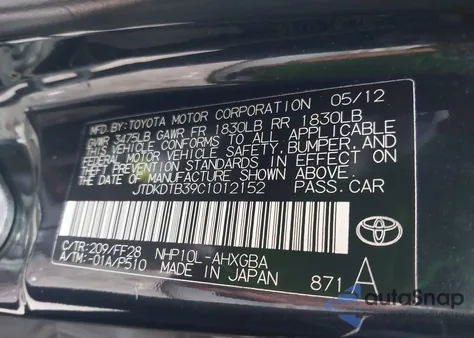 MFD.BY:TOYOTA MOTOR CORPORATION 05/12
GVWR 3475LB GAWR FR 1830LB RR 1830LB
THIS VEHICLE CONFORMS TO ALL APPLICABLE
FEDERAL MOTOR VEHICLE SAFETY, BUMPER, AND
THEFT PREVENTION STANDARDS IN EFFECT ON
THE DATE OF MANUFACTURE SHOWN ABOVE.
JTDKDTB39C1012152 PASS.CAR
C/TR:209/FF28 NHP10L-AHXGBA
A/TM:-01A/P510 MADE IN JAPAN 871 A
TOYOTA
autoSnap